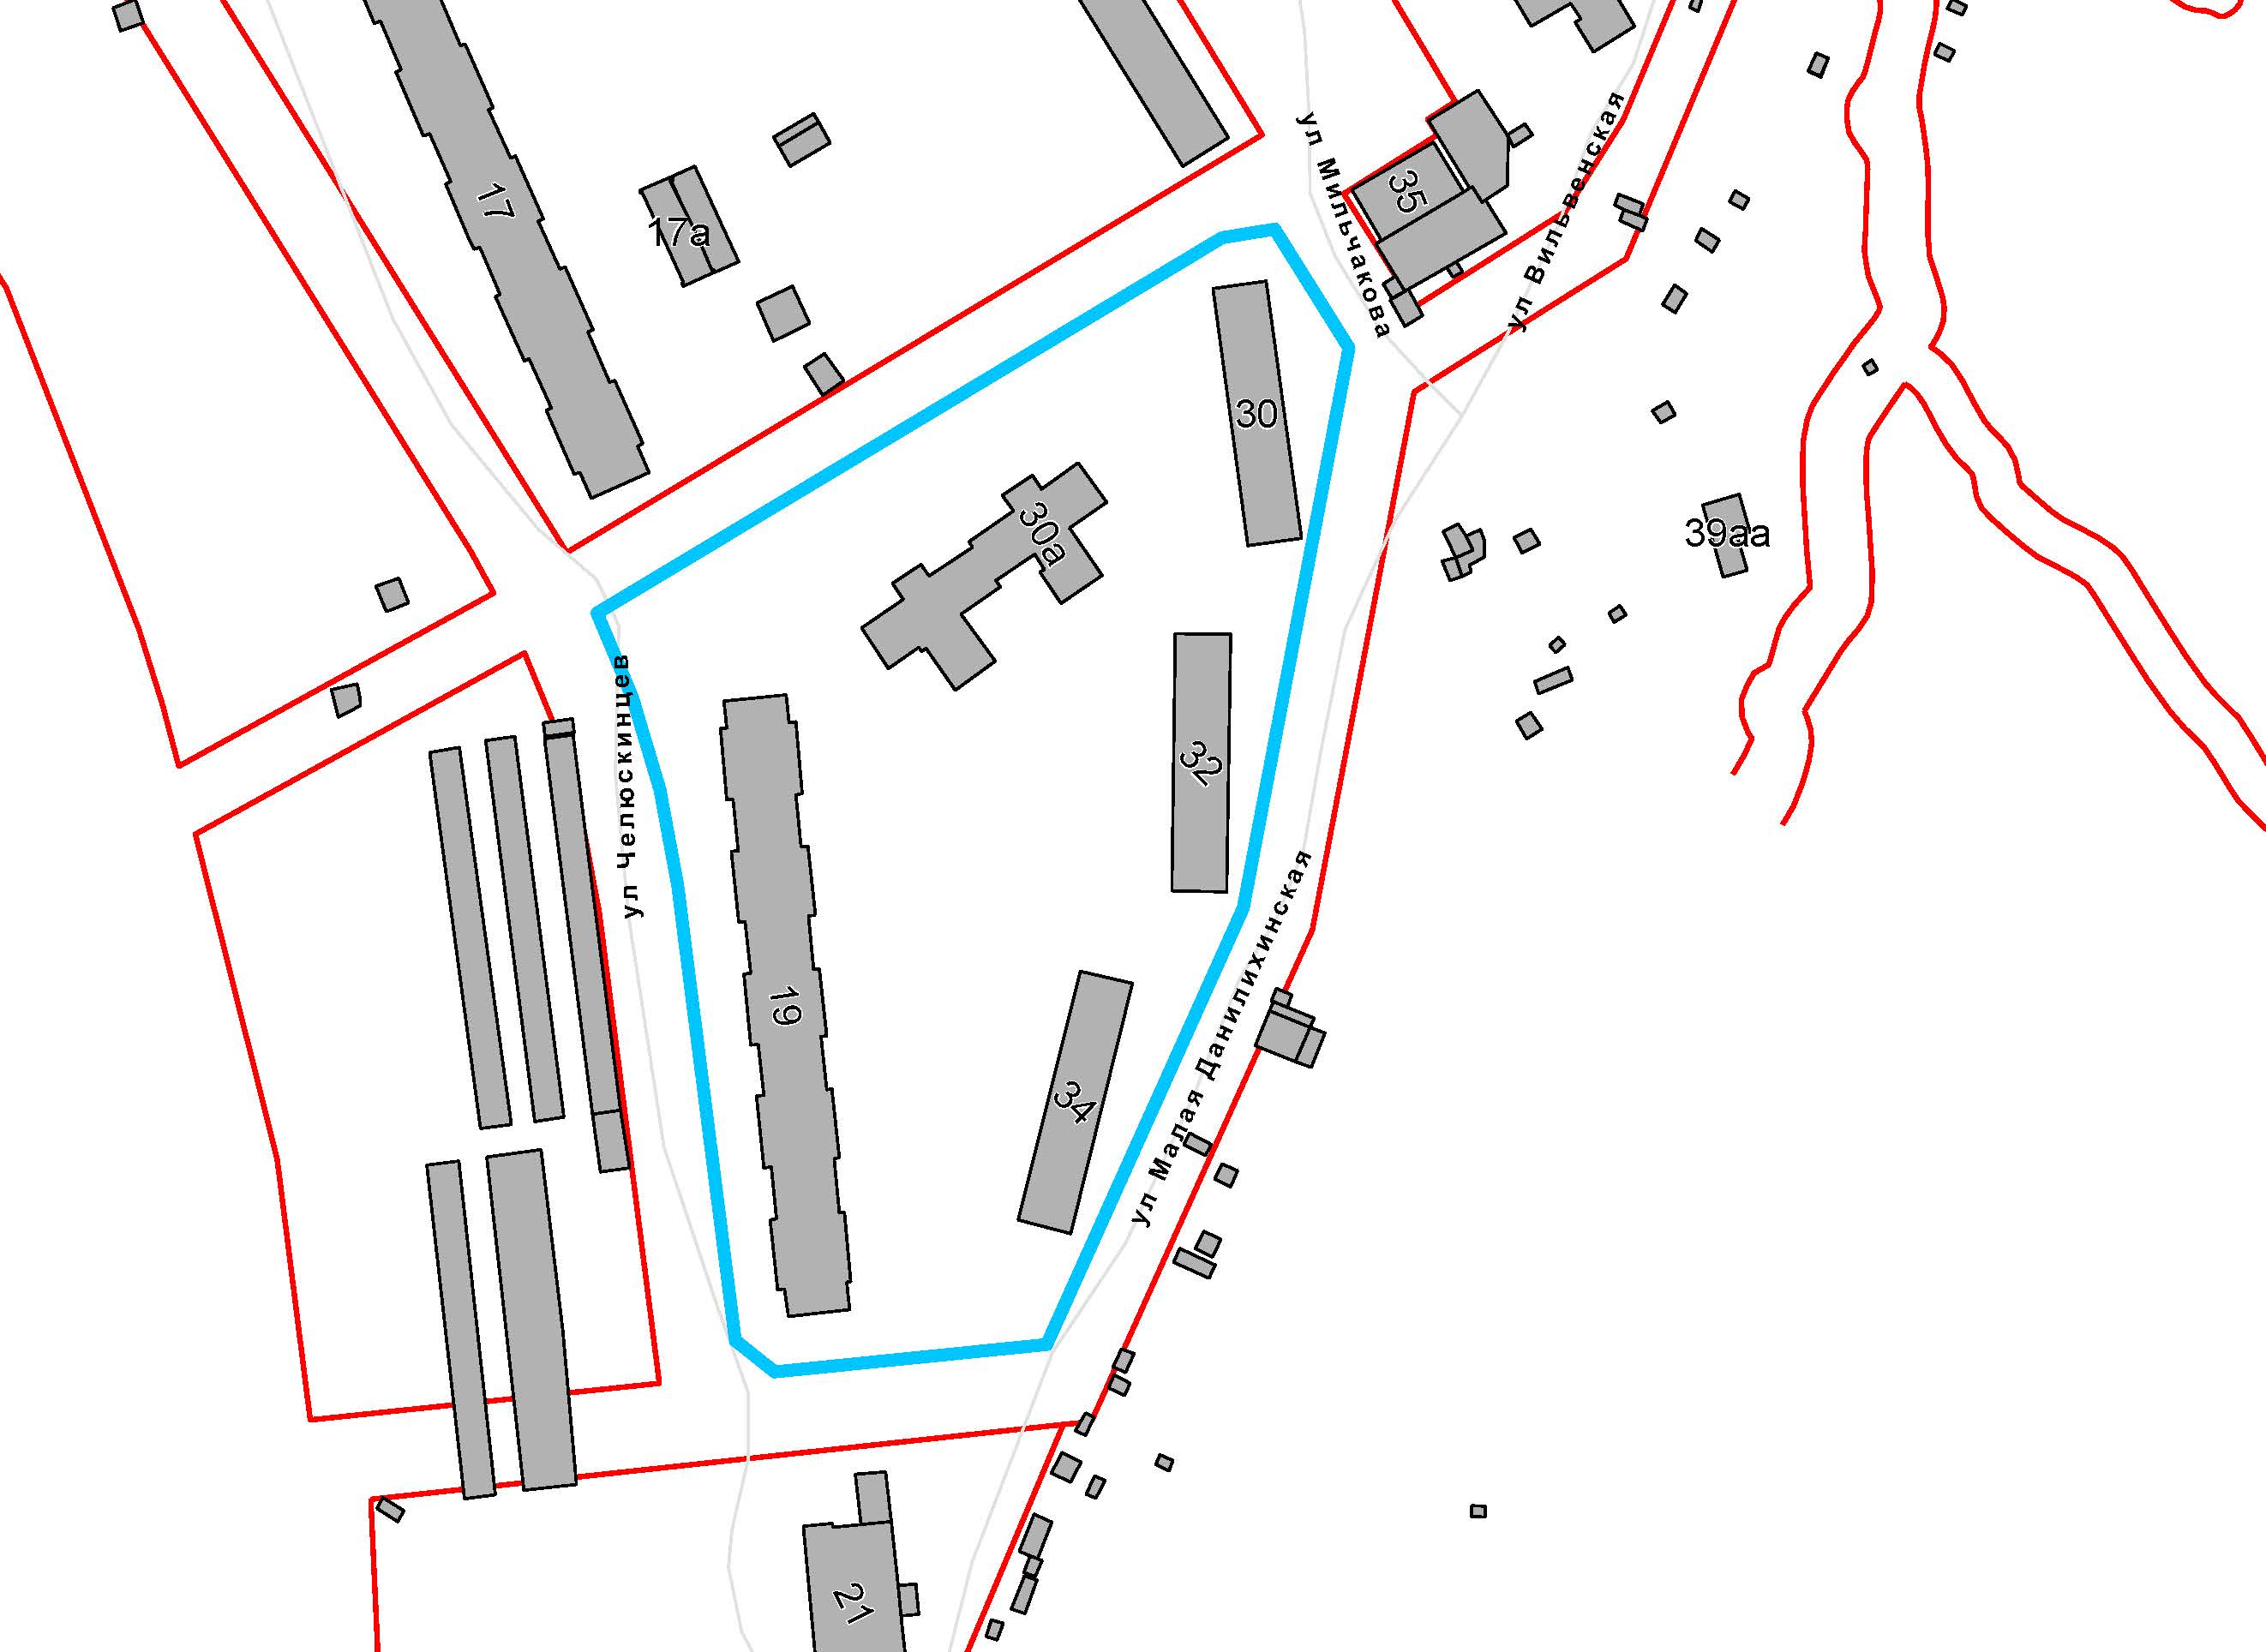 17
17а
35
ул Мильчакова
ул Вильвенская
30
30а
39аа
ул Челюскинцев
32
19
34
ул Малая Данилихинская
21